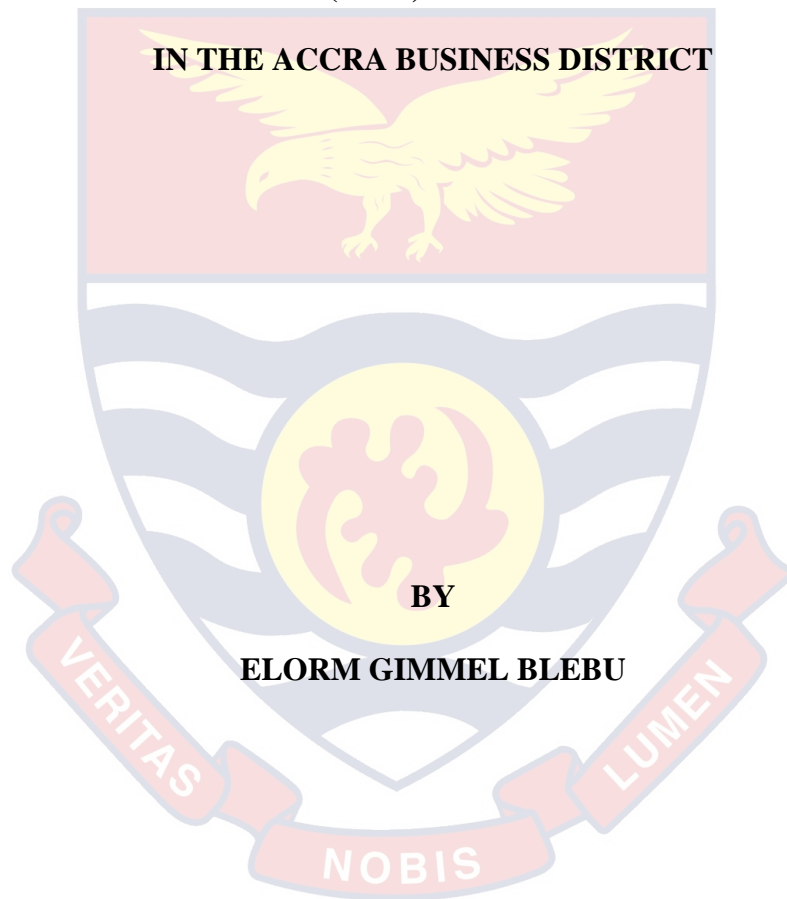 IN THE ACCRA BUSINESS DISTRICT
BY
ELORM GIMMEL BLEBU
VERITAS
NOBIS
LUMEN